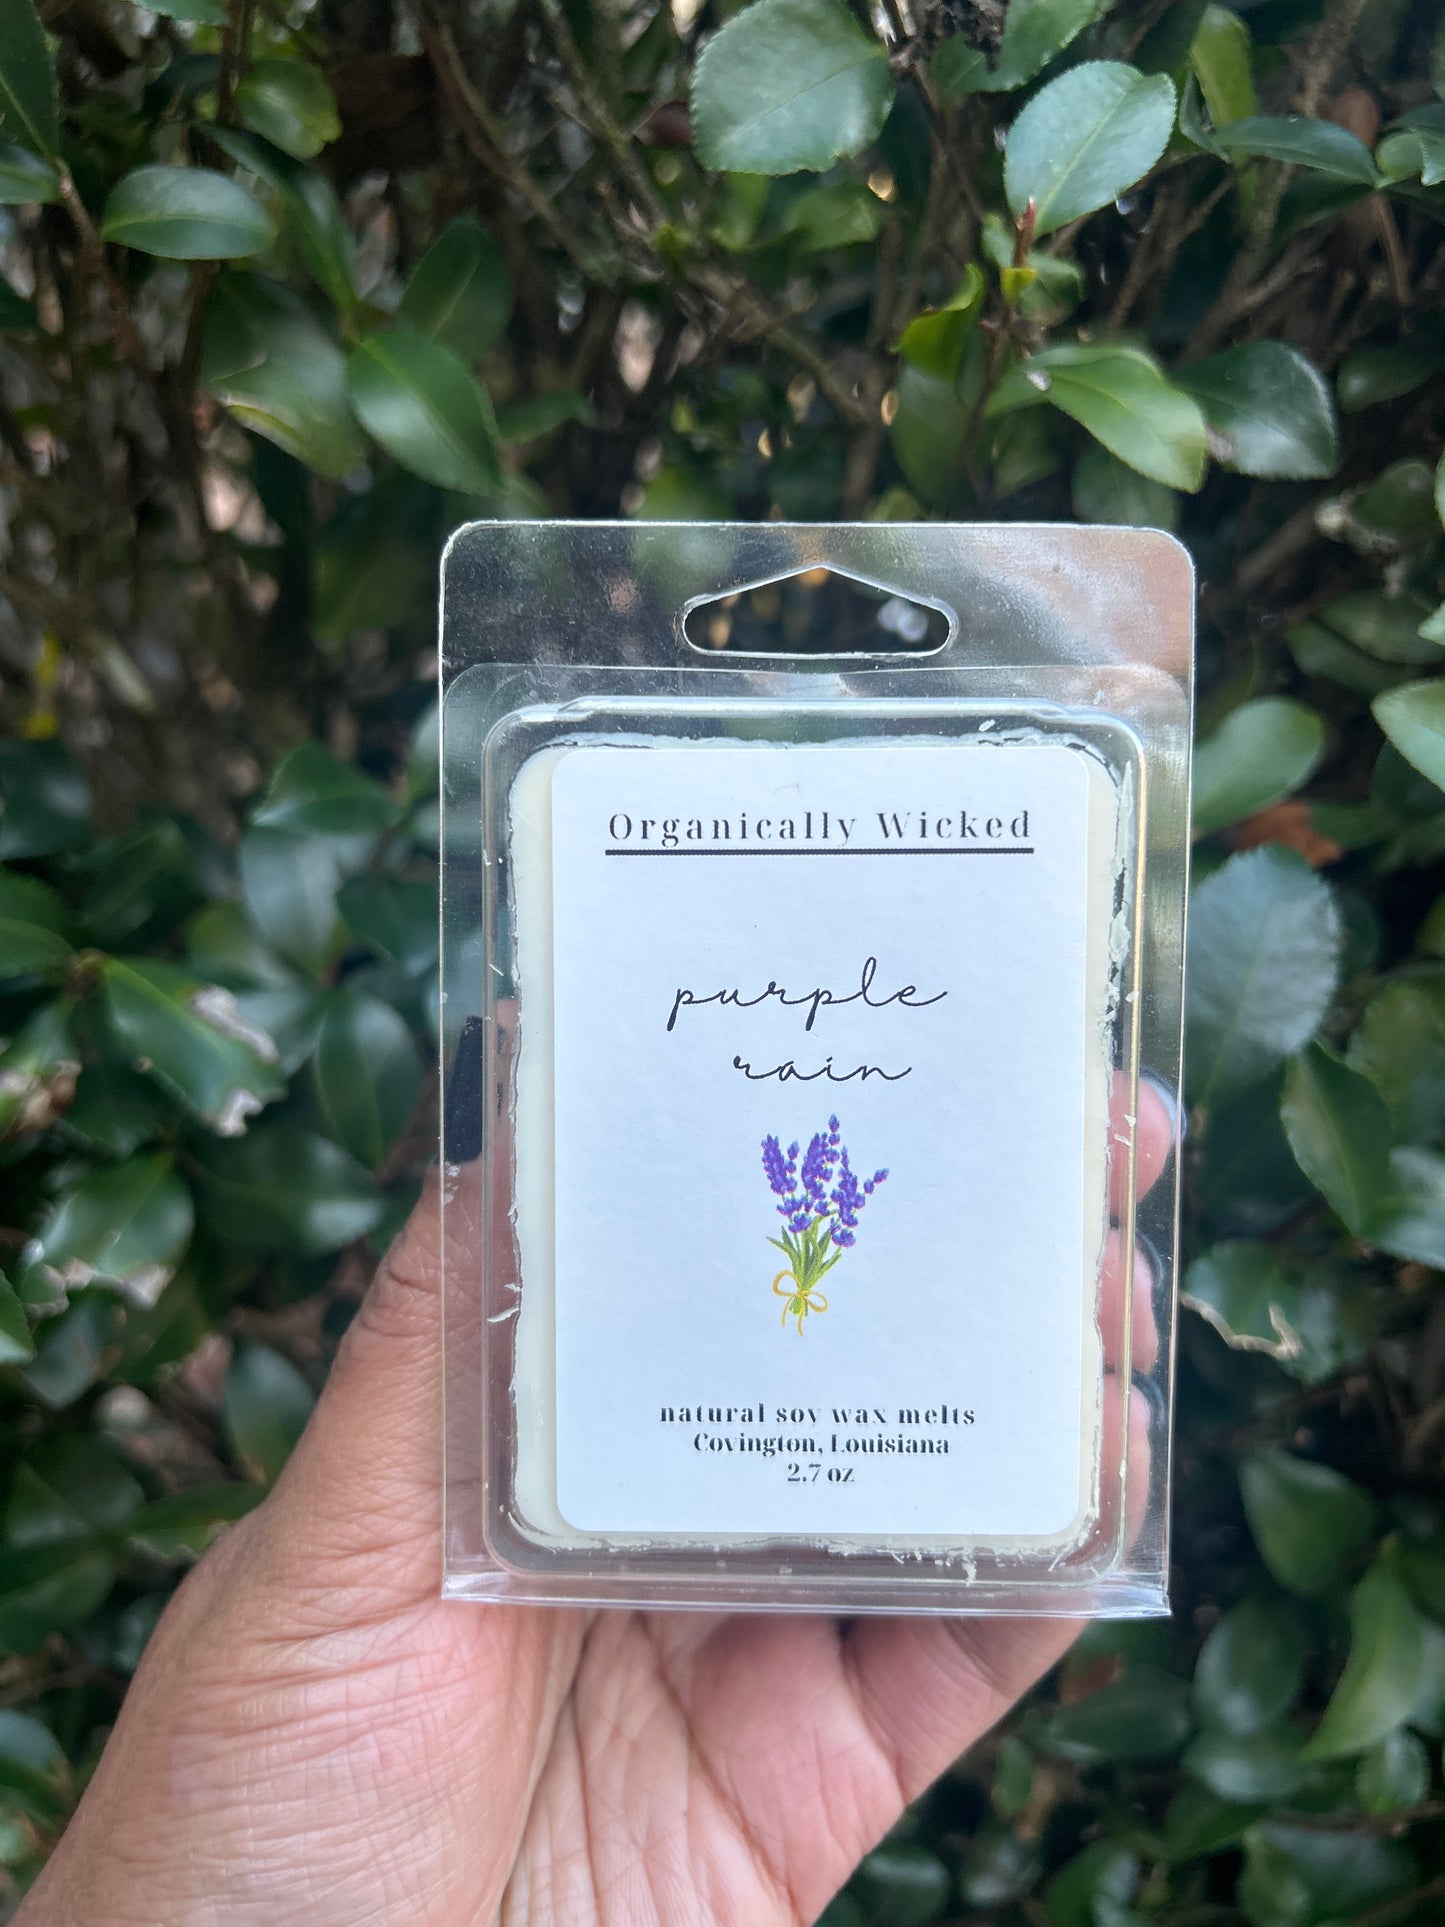 Organically Wicked
purple
rain
natural soy wax melts
Covington, Louisiana
2.7 oz